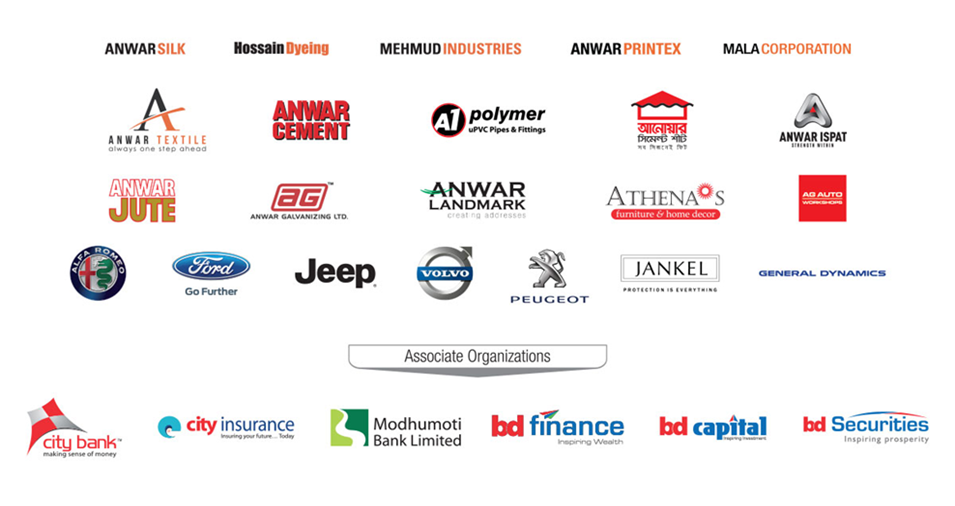 ANWAR SILK
Hossain Dyeing
MEHMUD INDUSTRIES
ANWAR PRINTEX
MALA CORPORATION
ANWAR TEXTILE
always one step ahead
ANWAR
CEMENT
A1 polymer
uPVC Pipes & Fittings
আনোয়ার
সিমেন্ট শীট
সব সিজনেই ফিট
ANWAR ISPAT
STRENGTH WITHIN
ANWAR
JUTE
AG™
ANWAR GALVANIZING LTD.
ANWAR
LANDMARK
creating addresses
ATHENA'S
furniture & home decor
AG AUTO
WORKSHOPS
ALFA ROMEO
Ford
Go Further
Jeep®
VOLVO
PEUGEOT
JANKEL
PROTECTION IS EVERYTHING
GENERAL DYNAMICS
Associate Organizations
city bank™
making sense of money
city insurance
Insuring your future... Today
Modhumoti
Bank Limited
bd finance
Inspiring Wealth
bd capital
Inspiring Investment
bd Securities
Inspiring prosperity